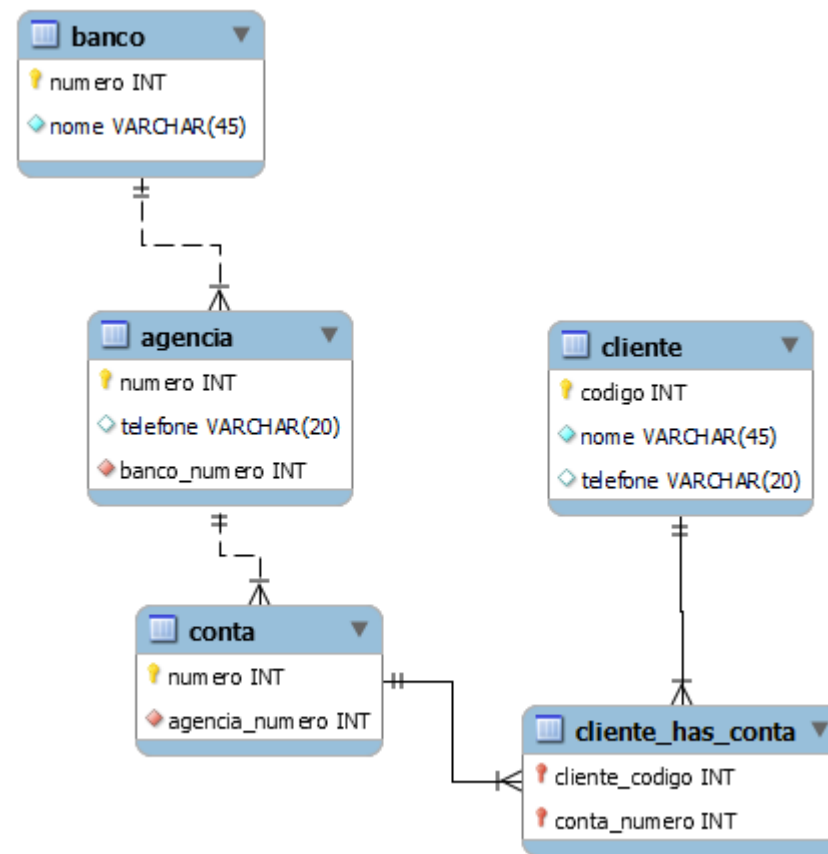 banco
numero INT
nome VARCHAR(45)
agencia
numero INT
telefone VARCHAR(20)
banco_numero INT
cliente
codigo INT
nome VARCHAR(45)
telefone VARCHAR(20)
conta
numero INT
agencia_numero INT
cliente_has_conta
cliente_codigo INT
conta_numero INT